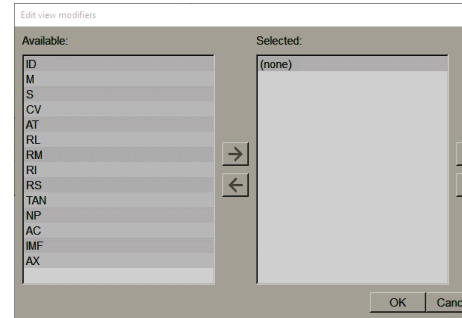 Edit view modifiers
Available:
Selected:
ID
M
S
CV
AT
RL
RM
RI
RS
TAN
NP
AC
IMF
AX
(none)
OK
Canc